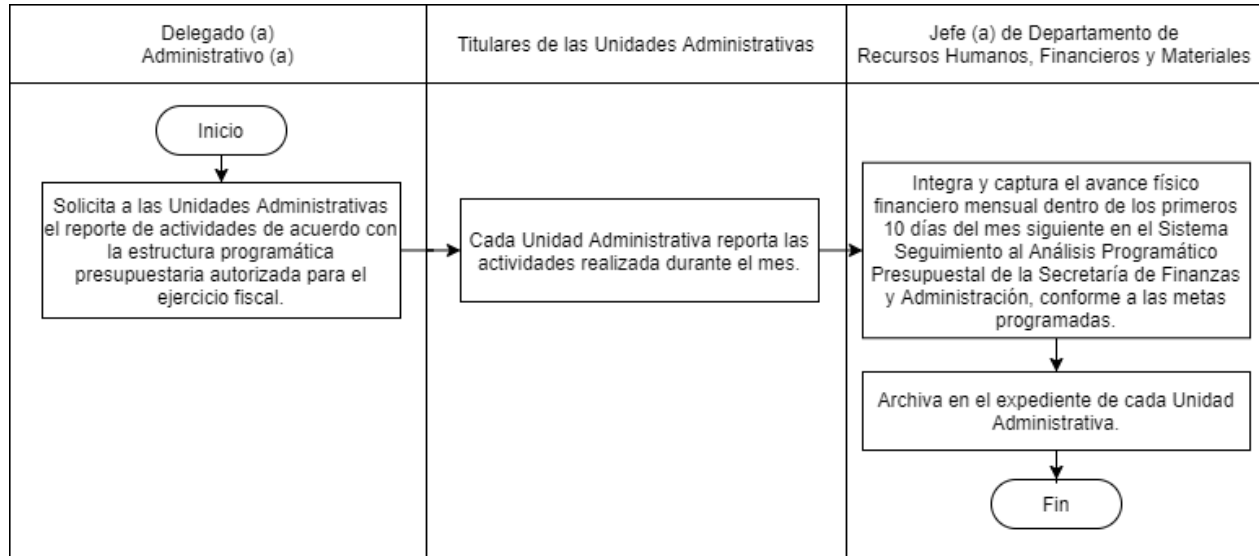 Delegado (a)
Administrativo (a)
Titulares de las Unidades Administrativas
Jefe (a) de Departamento de
Recursos Humanos, Financieros y Materiales
Inicio
Solicita a las Unidades Administrativas
el reporte de actividades de acuerdo con
la estructura programática
presupuestaria autorizada para el
ejercicio fiscal.
Cada Unidad Administrativa reporta las
actividades realizada durante el mes.
Integra y captura el avance físico
financiero mensual dentro de los primeros
10 días del mes siguiente en el Sistema
Seguimiento al Análisis Programático
Presupuestal de la Secretaría de Finanzas
y Administración, conforme a las metas
programadas.
Archiva en el expediente de cada Unidad
Administrativa.
Fin